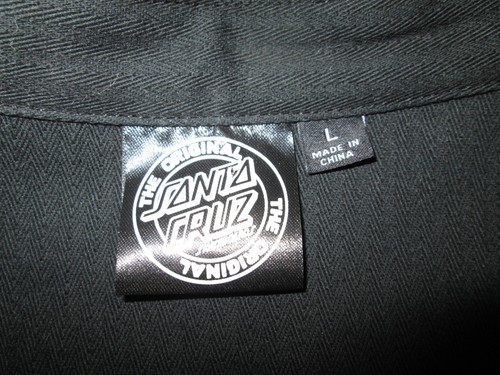 THE ORIGINAL
SANTA
CRUZ
THE ORIGINAL
L
MADE IN
CHINA